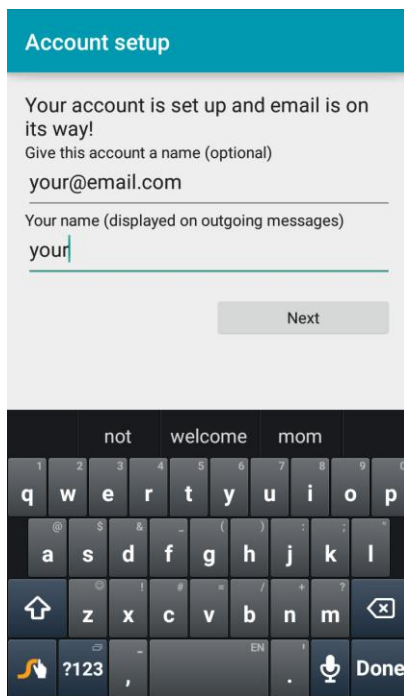 Account setup
Your account is set up and email is on
its way!
Give this account a name (optional)
your@email.com
Your name (displayed on outgoing messages)
your
Next
not welcome mom
1 2 3 4 5 6 7 8 9 0
q w e r t y u i o p
@ $ & _ ( ) : ; "
a s d f g h j k l
! # = / + ?
z x c v b n m
EN
?123 , . Done